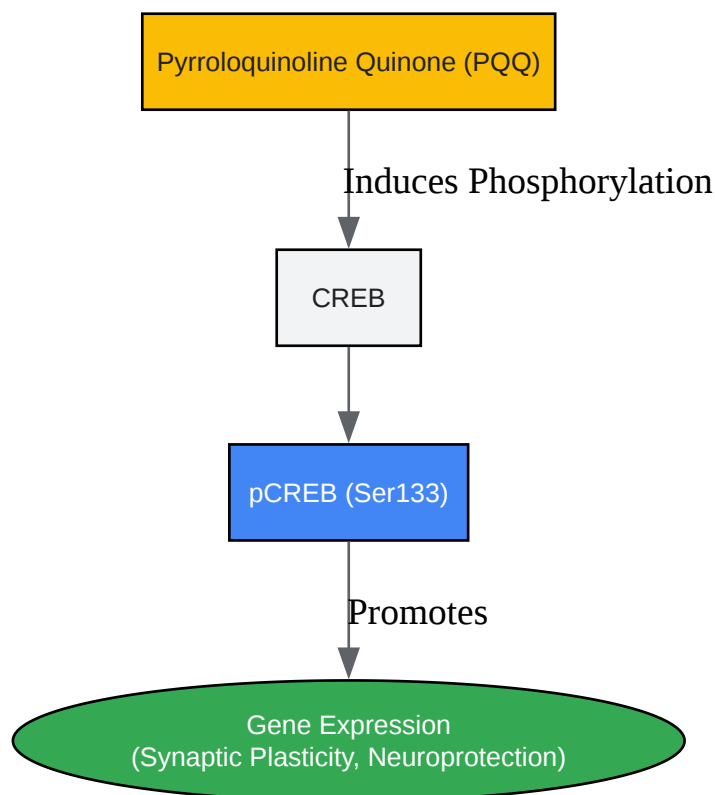 Pyrroloquinoline Quinone (PQQ)
Induces Phosphorylation
CREB
pCREB (Ser133)
Promotes
Gene Expression
(Synaptic Plasticity, Neuroprotection)